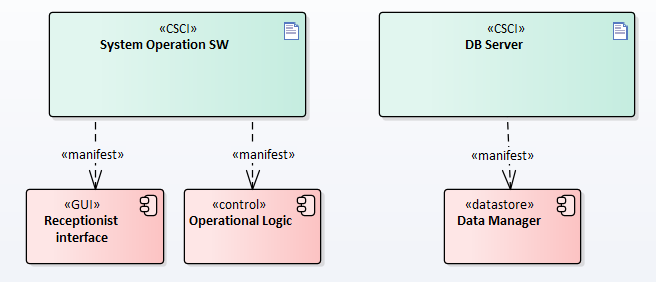 «CSCI»
System Operation SW
«CSCI»
DB Server
«manifest»
«manifest»
«manifest»
«GUI»
Receptionist
interface
«control»
Operational Logic
«datastore»
Data Manager